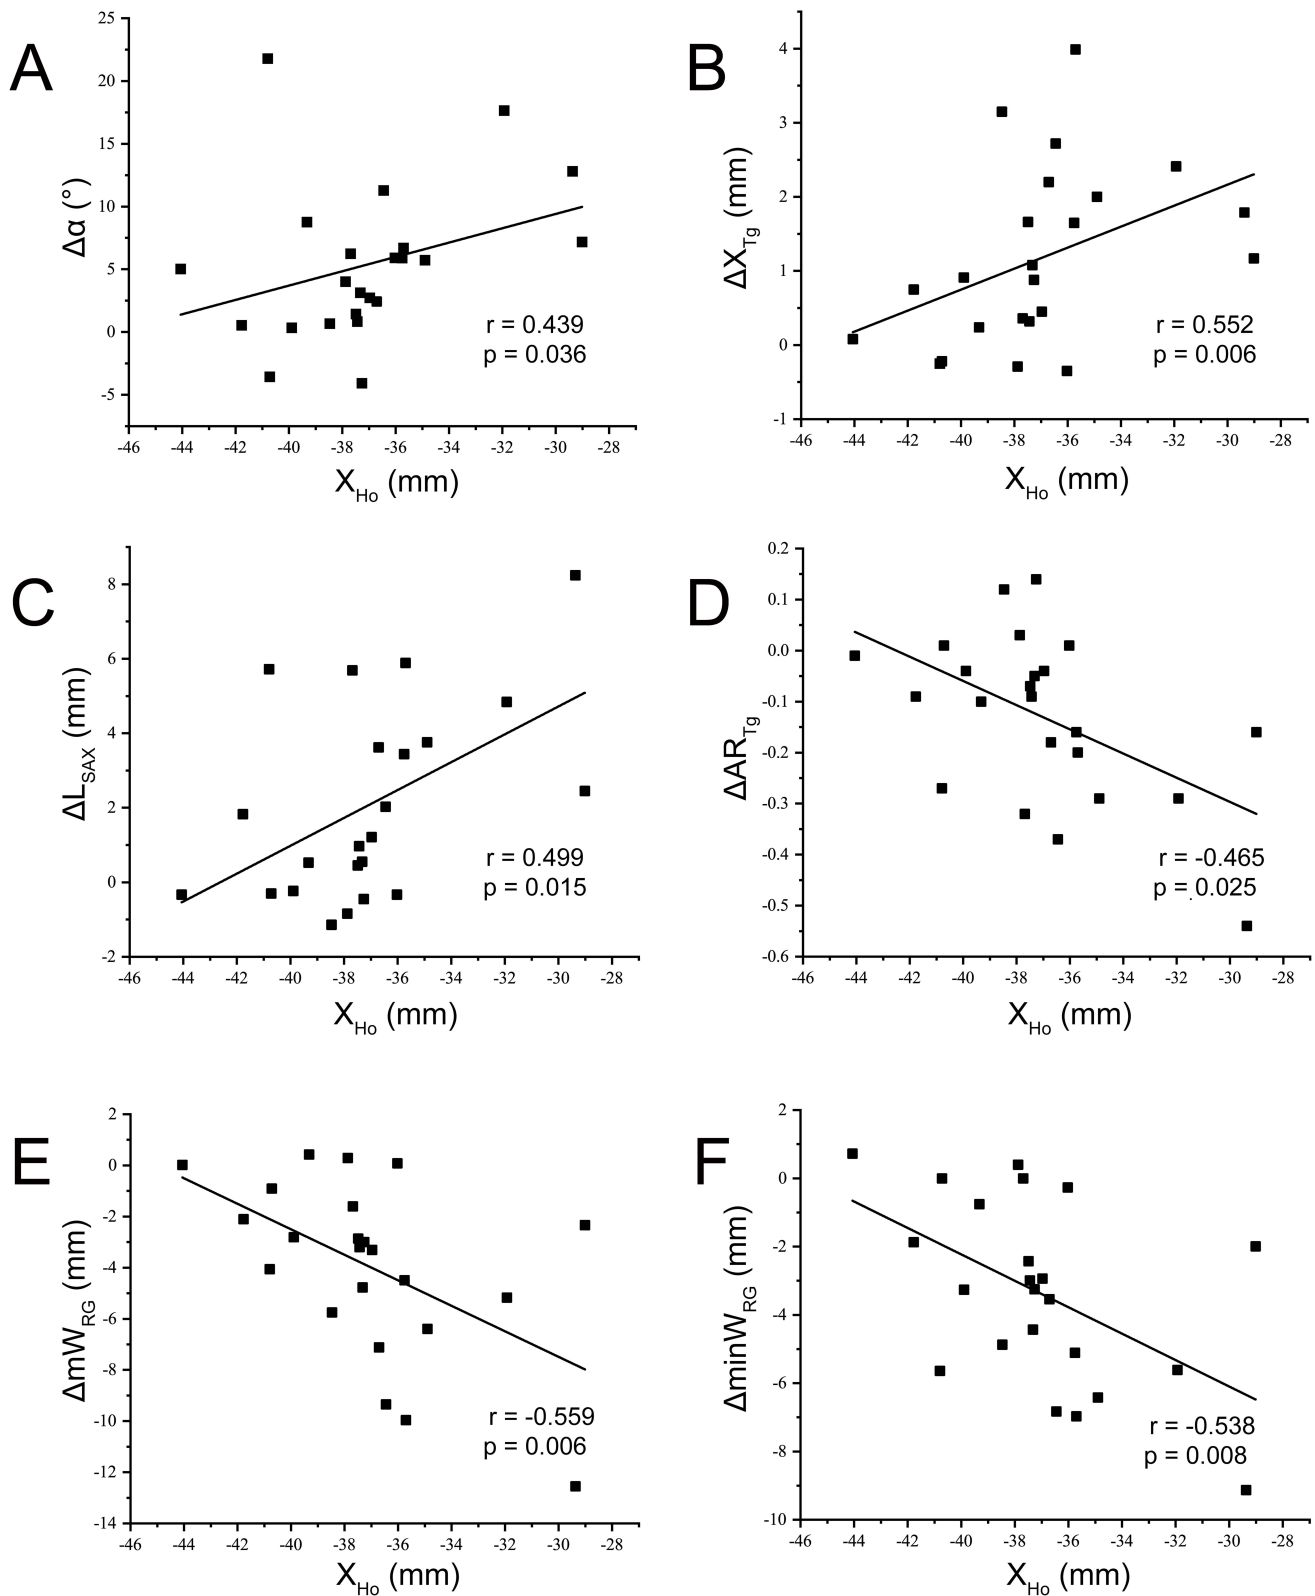 A
25
20
15
10
5
0
-5
Δα (°)
r = 0.439
p = 0.036
-46 -44 -42 -40 -38 -36 -34 -32 -30 -28
XHo (mm)
B
4
3
2
1
0
-1
ΔXTg (mm)
r = 0.552
p = 0.006
-46 -44 -42 -40 -38 -36 -34 -32 -30 -28
XHo (mm)
C
8
6
4
2
0
-2
ΔLSAX (mm)
r = 0.499
p = 0.015
-46 -44 -42 -40 -38 -36 -34 -32 -30 -28
XHo (mm)
D
0.2
0.1
0.0
-0.1
-0.2
-0.3
-0.4
-0.5
-0.6
ΔARTg
r = -0.465
p = 0.025
-46 -44 -42 -40 -38 -36 -34 -32 -30 -28
XHo (mm)
E
2
0
-2
-4
-6
-8
-10
-12
-14
ΔmWRG (mm)
r = -0.559
p = 0.006
-46 -44 -42 -40 -38 -36 -34 -32 -30 -28
XHo (mm)
F
2
0
-2
-4
-6
-8
-10
ΔminWRG (mm)
r = -0.538
p = 0.008
-46 -44 -42 -40 -38 -36 -34 -32 -30 -28
XHo (mm)